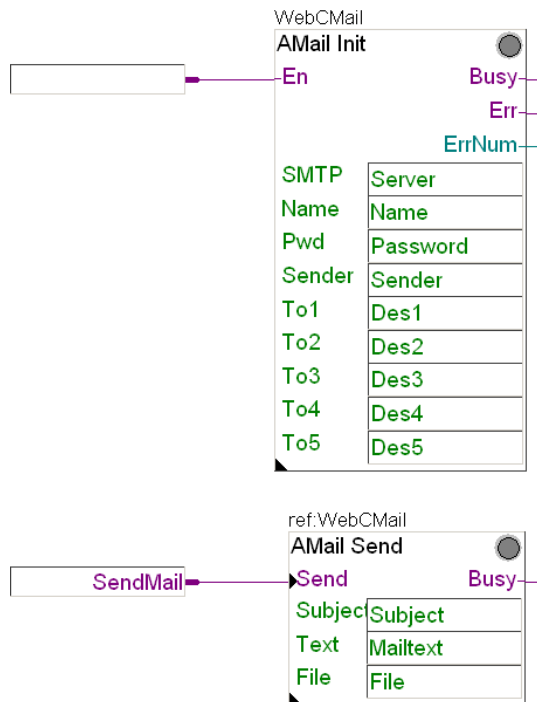 WebCMail
AMail Init
En Busy
Err
ErrNum
SMTP Server
Name Name
Pwd Password
Sender Sender
To1 Des1
To2 Des2
To3 Des3
To4 Des4
To5 Des5
ref:WebCMail
AMail Send
SendMail Send Busy
Subject Subject
Text Mailtext
File File